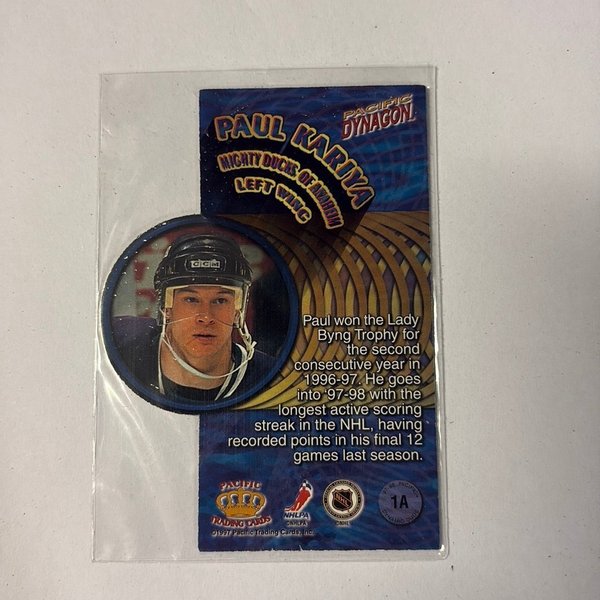 PACIFIC
DYNAGON
PAUL KARIYA
MIGHTY DUCKS OF ANAHEIM
LEFT WING
CCM
Paul won the Lady
Byng Trophy for
the second
consecutive year in
1996-97. He goes
into '97-98 with the
longest active scoring
streak in the NHL, having
recorded points in his final 12
games last season.
PACIFIC
TRADING CARDS
NHLPA
©NHLPA
©NHL
1A
©1997 Pacific Trading Cards, Inc.